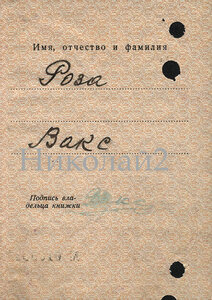 Имя, отчество и фамилия
Роза
Вакс
Николай2
Подпись вла-
дельца книжки